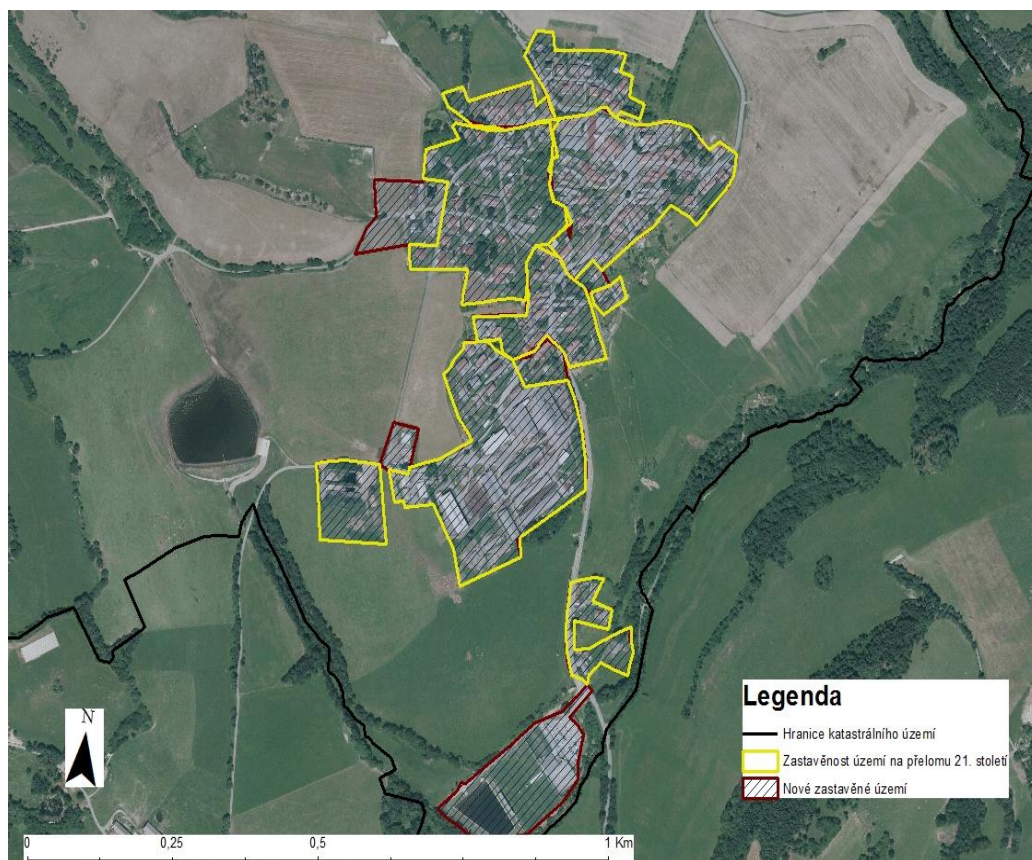 Legenda
Hranice katastrálního území
Zastavěnost území na přelomu 21. století
Nové zastavěné území
N
0 0,25 0,5 1 Km